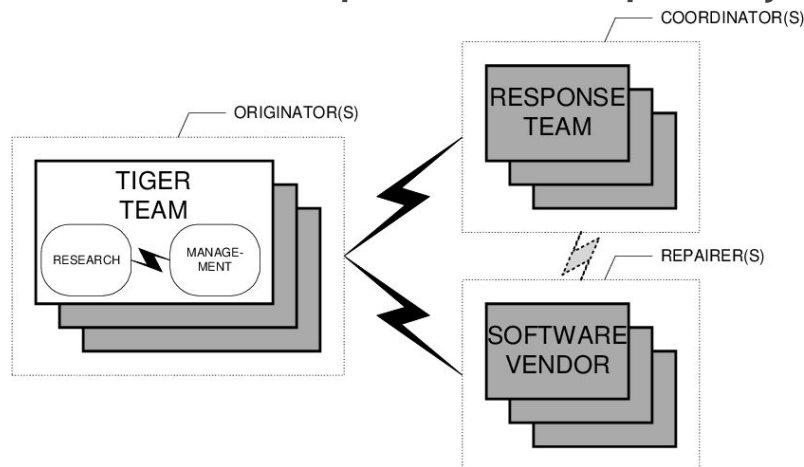 COORDINATOR(S)
RESPONSE
TEAM
ORIGINATOR(S)
TIGER
TEAM
RESEARCH
MANAGE-
MENT
REPAIRER(S)
SOFTWARE
VENDOR